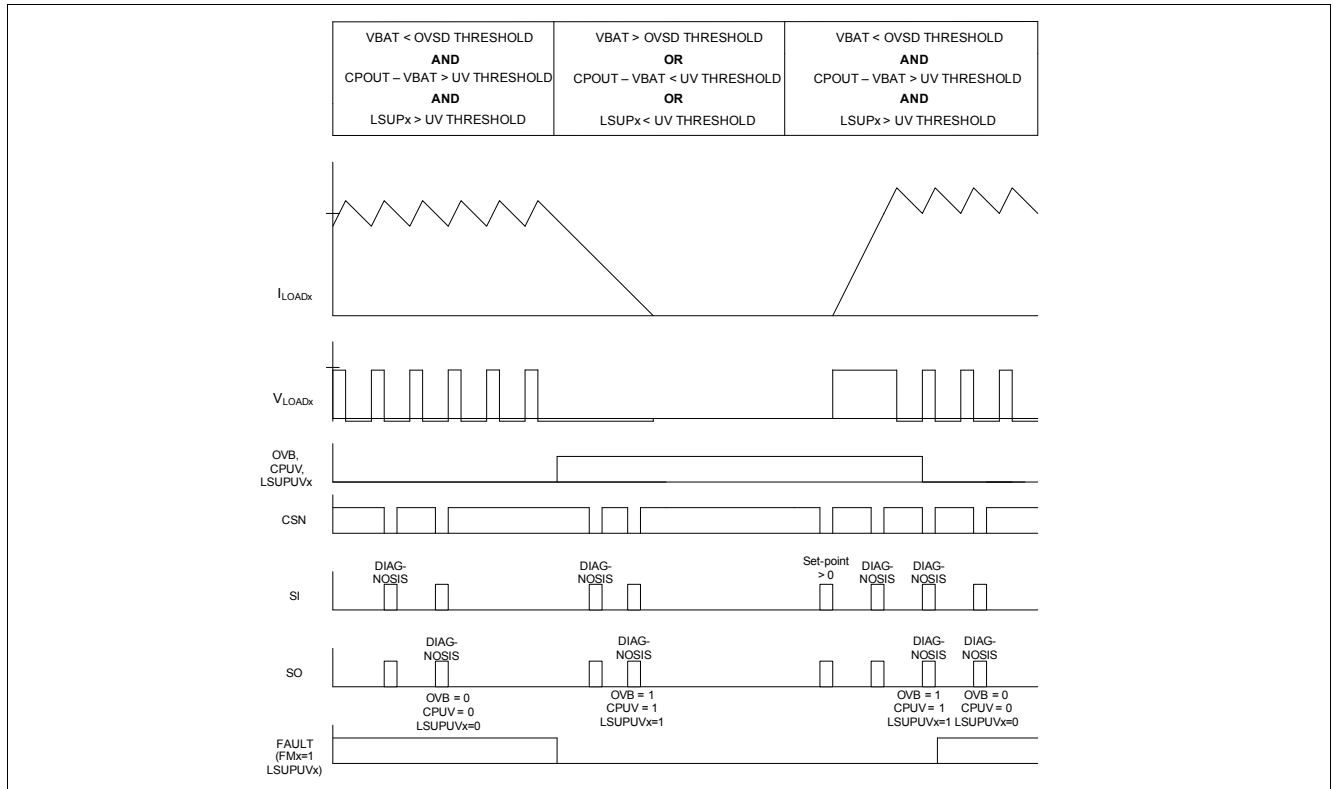 VBAT < OVSD THRESHOLD
AND
CPOUT – VBAT > UV THRESHOLD
AND
LSUPx > UV THRESHOLD
VBAT > OVSD THRESHOLD
OR
CPOUT – VBAT < UV THRESHOLD
OR
LSUPx < UV THRESHOLD
VBAT < OVSD THRESHOLD
AND
CPOUT – VBAT > UV THRESHOLD
AND
LSUPx > UV THRESHOLD
ILOADx
VLOADx
OVB,
CPUV,
LSUPUVx
CSN
SI
DIAG-
NOSIS
DIAG-
NOSIS
Set-point
> 0
DIAG-
NOSIS
DIAG-
NOSIS
SO
DIAG-
NOSIS
OVB = 0
CPUV = 0
LSUPUVx=0
DIAG-
NOSIS
OVB = 1
CPUV = 1
LSUPUVx=1
DIAG-
NOSIS
OVB = 1
CPUV = 1
LSUPUVx=1
DIAG-
NOSIS
OVB = 0
CPUV = 0
LSUPUVx=0
FAULT
(FMx=1
LSUPUVx)